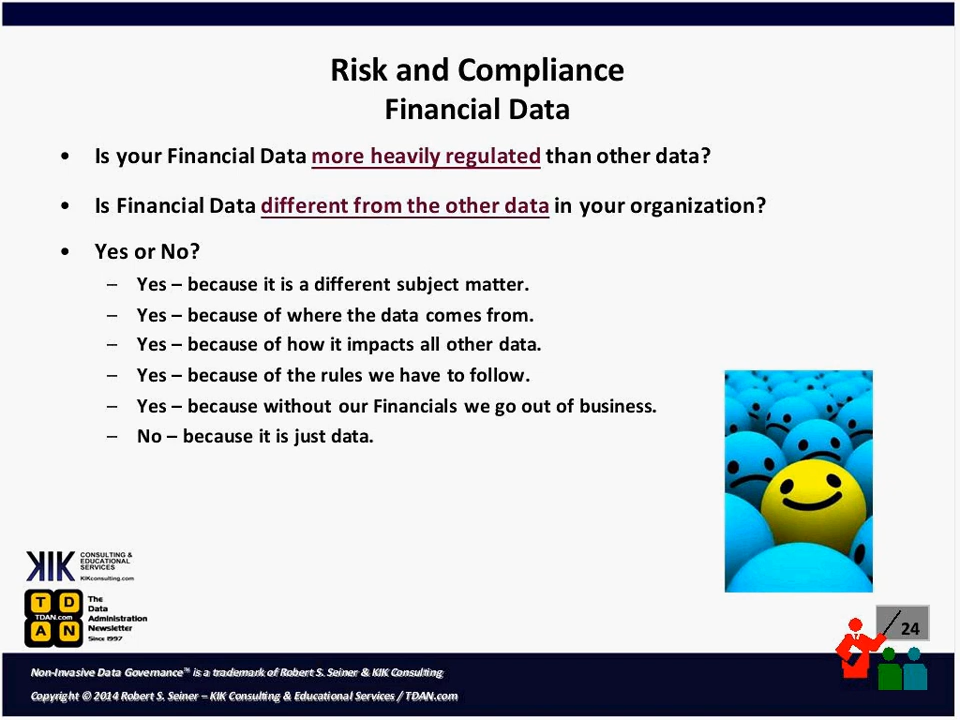 Risk and Compliance
Financial Data
• Is your Financial Data more heavily regulated than other data?
• Is Financial Data different from the other data in your organization?
• Yes or No?
– Yes – because it is a different subject matter.
– Yes – because of where the data comes from.
– Yes – because of how it impacts all other data.
– Yes – because of the rules we have to follow.
– Yes – because without our Financials we go out of business.
– No – because it is just data.
KIK
CONSULTING &
EDUCATIONAL
SERVICES
KIKconsulting.com
T D
TDAN.com
A N
The
Data
Administration
Newsletter
Since 1997
24
Non-Invasive Data Governance™ is a trademark of Robert S. Seiner & KIK Consulting
Copyright © 2014 Robert S. Seiner – KIK Consulting & Educational Services / TDAN.com